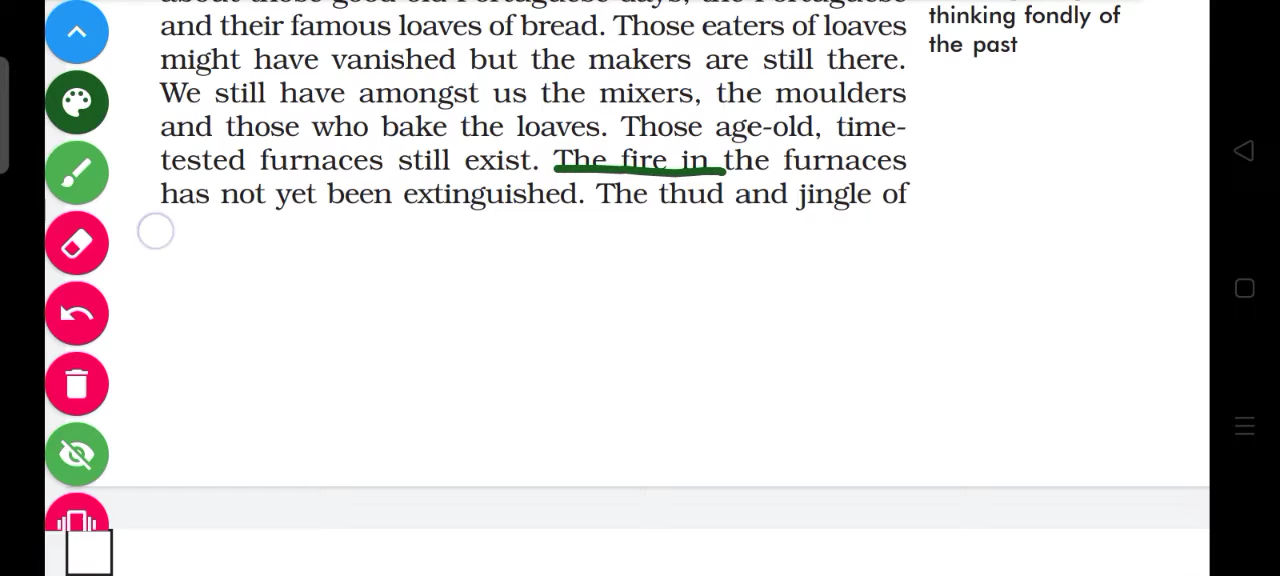 and their famous loaves of bread. Those eaters of loaves
might have vanished but the makers are still there.
We still have amongst us the mixers, the moulders
and those who bake the loaves. Those age-old, time-
tested furnaces still exist. The fire in the furnaces
has not yet been extinguished. The thud and jingle of
thinking fondly of
the past